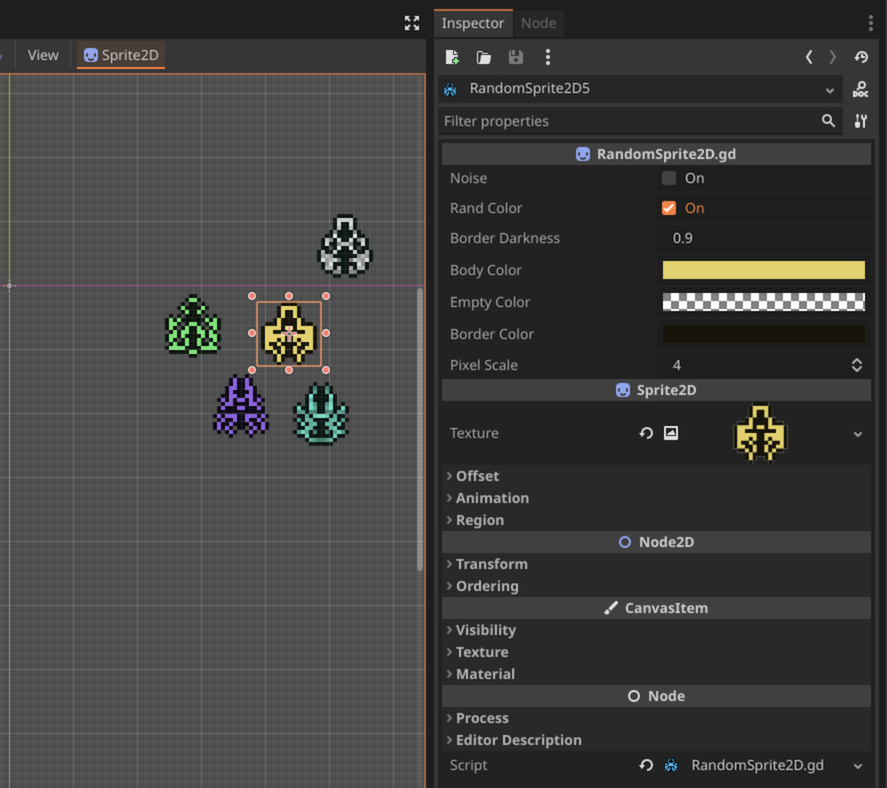 Inspector Node
View Sprite2D
RandomSprite2D5
DOC
Filter properties
RandomSprite2D.gd
Noise On
Rand Color On
Border Darkness 0.9
Body Color
Empty Color
Border Color
Pixel Scale 4
Sprite2D
Texture
Offset
Animation
Region
Node2D
Transform
Ordering
CanvasItem
Visibility
Texture
Material
Node
Process
Editor Description
Script RandomSprite2D.gd